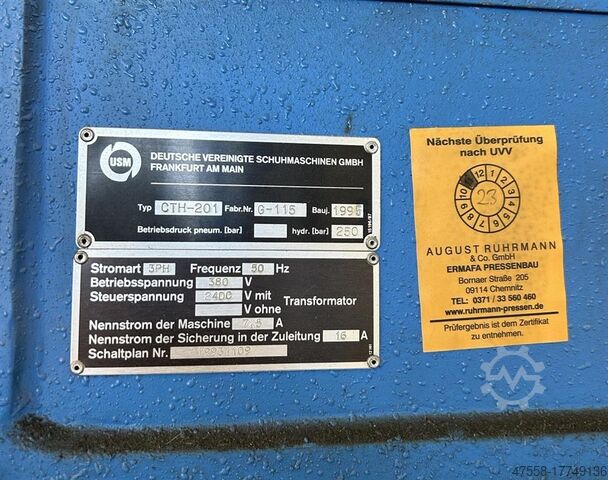 USM
DEUTSCHE VEREINIGTE SCHUHMASCHINEN GMBH
FRANKFURT AM MAIN
Typ CTH-201 Fabr.Nr. G-115 Bauj. 1995
Betriebsdruck pneum. [bar] hydr. [bar] 250
Stromart 3PH Frequenz 50 Hz
Betriebsspannung 380 V
Steuerspannung 24DC V mit Transformator
V ohne
Nennstrom der Maschine 7,5 A
Nennstrom der Sicherung in der Zuleitung 16 A
Schaltplan Nr.
Nächste Überprüfung
nach UVV
23
AUGUST RUHRMANN
& Co. GmbH
ERMAFA PRESSENBAU
Bornaer Straße 205
09114 Chemnitz
TEL: 0371 / 33 560 460
www.ruhrmann-pressen.de
Prüfergebnis ist dem Zertifikat
zu entnehmen.
47558-17749136